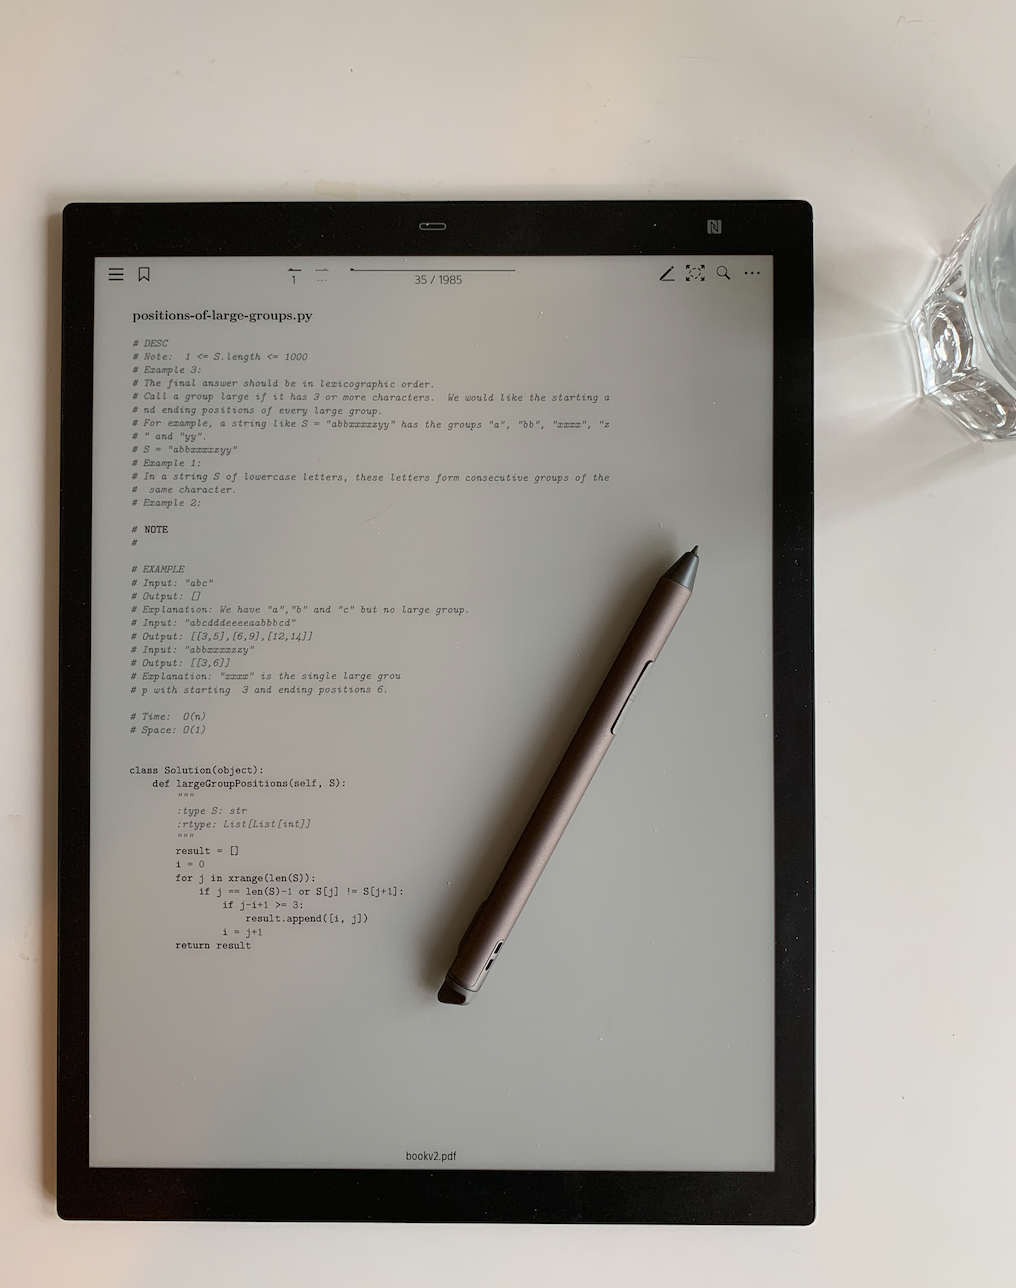 1
35 / 1985
positions-of-large-groups.py
# DESC
# Note:  1 <= S.length <= 1000
# Example 3:
# The final answer should be in lexicographic order.
# Call a group large if it has 3 or more characters.  We would like the starting a
# nd ending positions of every large group.
# For example, a string like S = "abbxxxxzyy" has the groups "a", "bb", "xxxx", "z
# " and "yy".
# S = "abbxxxxzyy"
# Example 1:
# In a string S of lowercase letters, these letters form consecutive groups of the
#  same character.
# Example 2:
# NOTE
#
# EXAMPLE
# Input: "abc"
# Output: []
# Explanation: We have "a","b" and "c" but no large group.
# Input: "abcdddeeeeaabbbcd"
# Output: [[3,5],[6,9],[12,14]]
# Input: "abbxxxxzzy"
# Output: [[3,6]]
# Explanation: "xxxx" is the single large grou
# p with starting  3 and ending positions 6.
# Time:  O(n)
# Space: O(1)
class Solution(object):
    def largeGroupPositions(self, S):
        """
        :type S: str
        :rtype: List[List[int]]
        """
        result = []
        i = 0
        for j in xrange(len(S)):
            if j == len(S)-1 or S[j] != S[j+1]:
                if j-i+1 >= 3:
                    result.append([i, j])
                i = j+1
        return result
bookv2.pdf